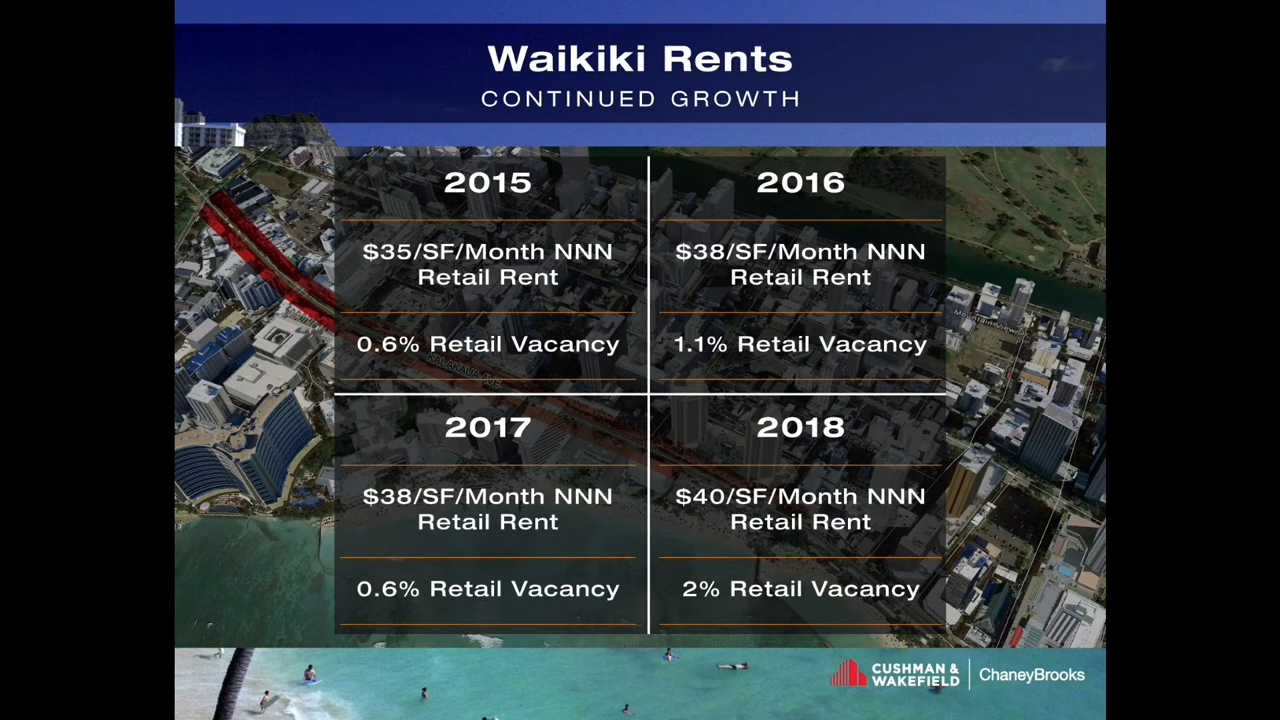 Waikiki Rents
CONTINUED GROWTH
2015
$35/SF/Month NNN
Retail Rent
0.6% Retail Vacancy
2016
$38/SF/Month NNN
Retail Rent
1.1% Retail Vacancy
KALAKAUA AVE
2017
$38/SF/Month NNN
Retail Rent
0.6% Retail Vacancy
2018
$40/SF/Month NNN
Retail Rent
2% Retail Vacancy
CUSHMAN &
WAKEFIELD
ChaneyBrooks